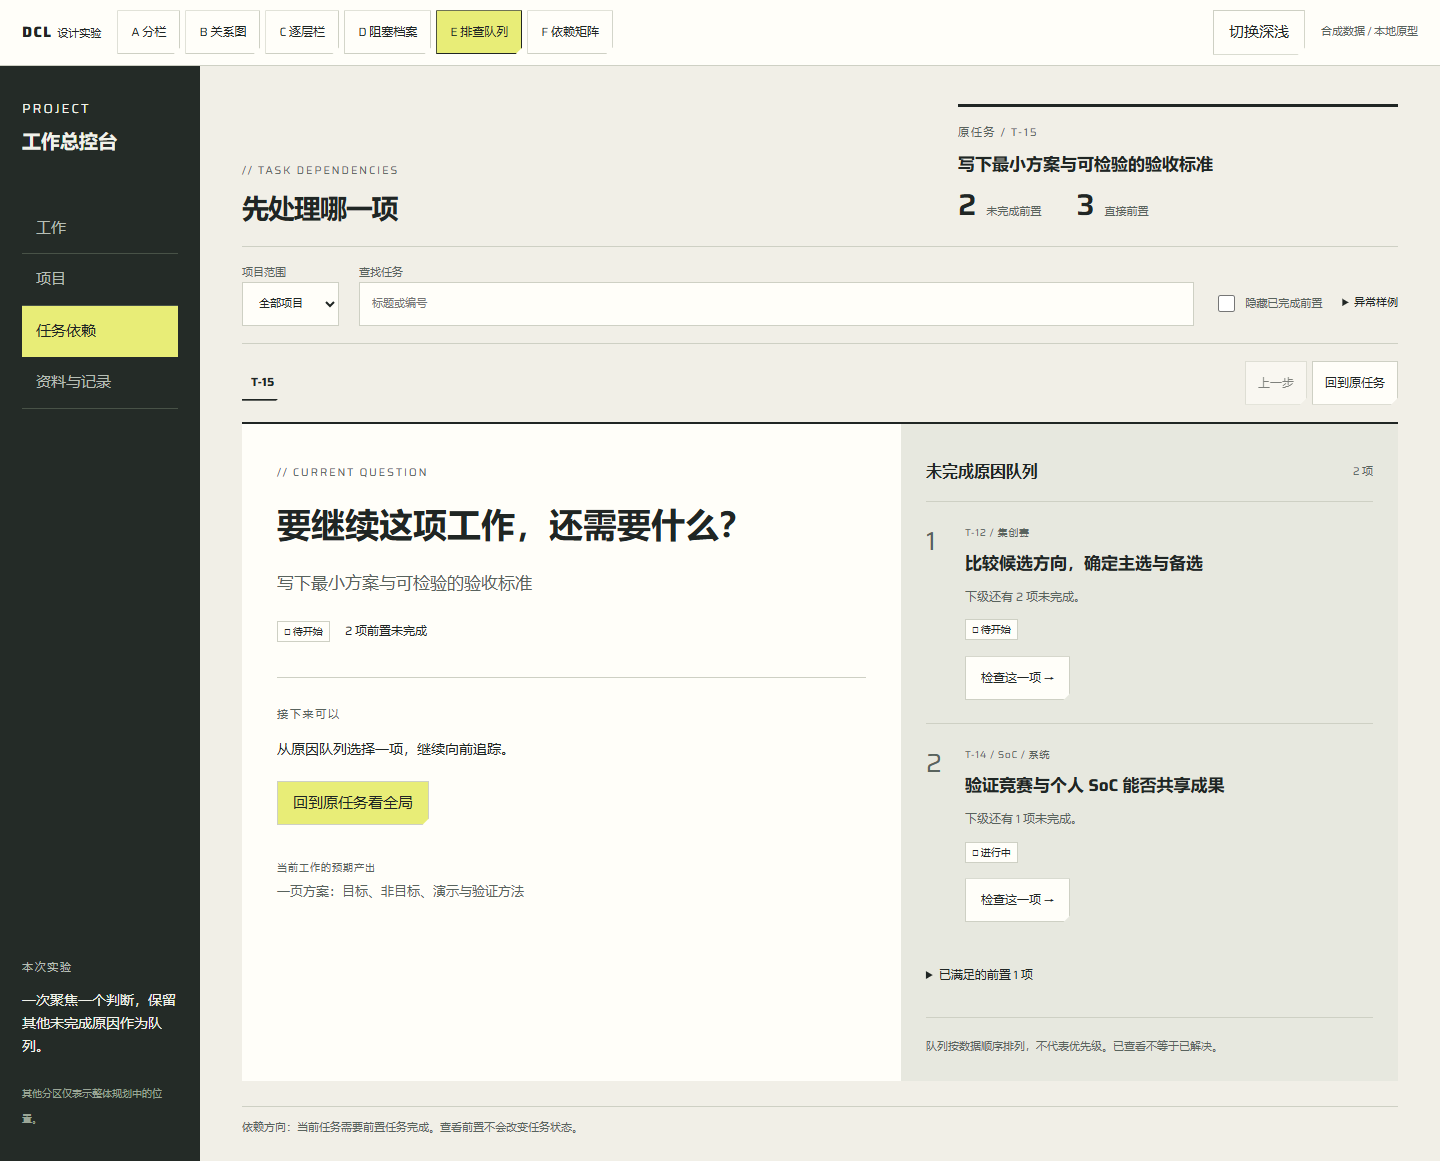 DCL 设计实验
A 分栏
B 关系图
C 逐层栏
D 阻塞档案
E 排查队列
F 依赖矩阵
切换深浅
合成数据 / 本地原型
PROJECT
工作总控台
工作
项目
任务依赖
资料与记录
本次实验
一次聚焦一个判断，保留
其他未完成原因作为队
列。
其他分区仅表示整体规划中的位
置。
// TASK DEPENDENCIES
先处理哪一项
原任务 / T-15
写下最小方案与可检验的验收标准
2 未完成前置
3 直接前置
项目范围
全部项目
查找任务
标题或编号
隐藏已完成前置
▶ 异常样例
T-15
上一步
回到原任务
// CURRENT QUESTION
要继续这项工作，还需要什么？
写下最小方案与可检验的验收标准
待开始
2 项前置未完成
接下来可以
从原因队列选择一项，继续向前追踪。
回到原任务看全局
当前工作的预期产出
一页方案：目标、非目标、演示与验证方法
未完成原因队列
2 项
1
T-12 / 集创赛
比较候选方向，确定主选与备选
下级还有 2 项未完成。
待开始
检查这一项 →
2
T-14 / SoC / 系统
验证竞赛与个人 SoC 能否共享成果
下级还有 1 项未完成。
进行中
检查这一项 →
▶ 已满足的前置 1 项
队列按数据顺序排列，不代表优先级。已查看不等于已解决。
依赖方向：当前任务需要前置任务完成。查看前置不会改变任务状态。